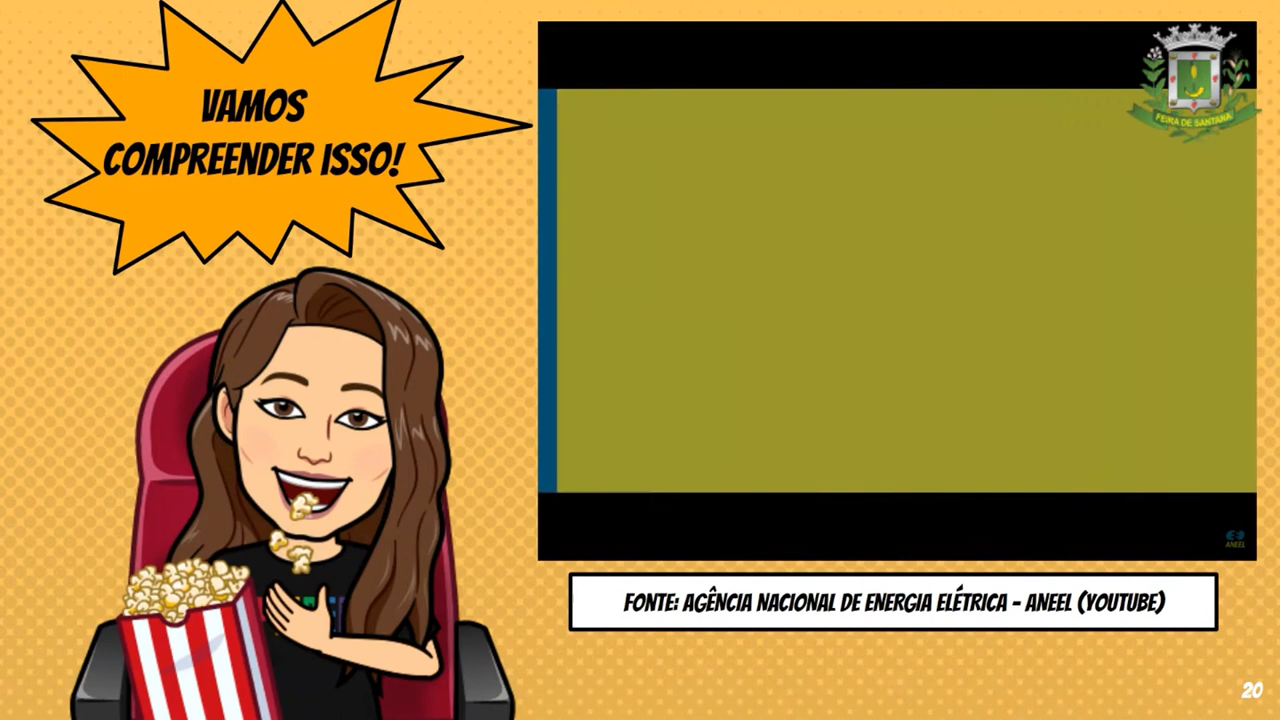 VAMOS
COMPREENDER ISSO!
FEIRA DE SANTANA
ANEEL
FONTE: AGÊNCIA NACIONAL DE ENERGIA ELÉTRICA - ANEEL (YOUTUBE)
20